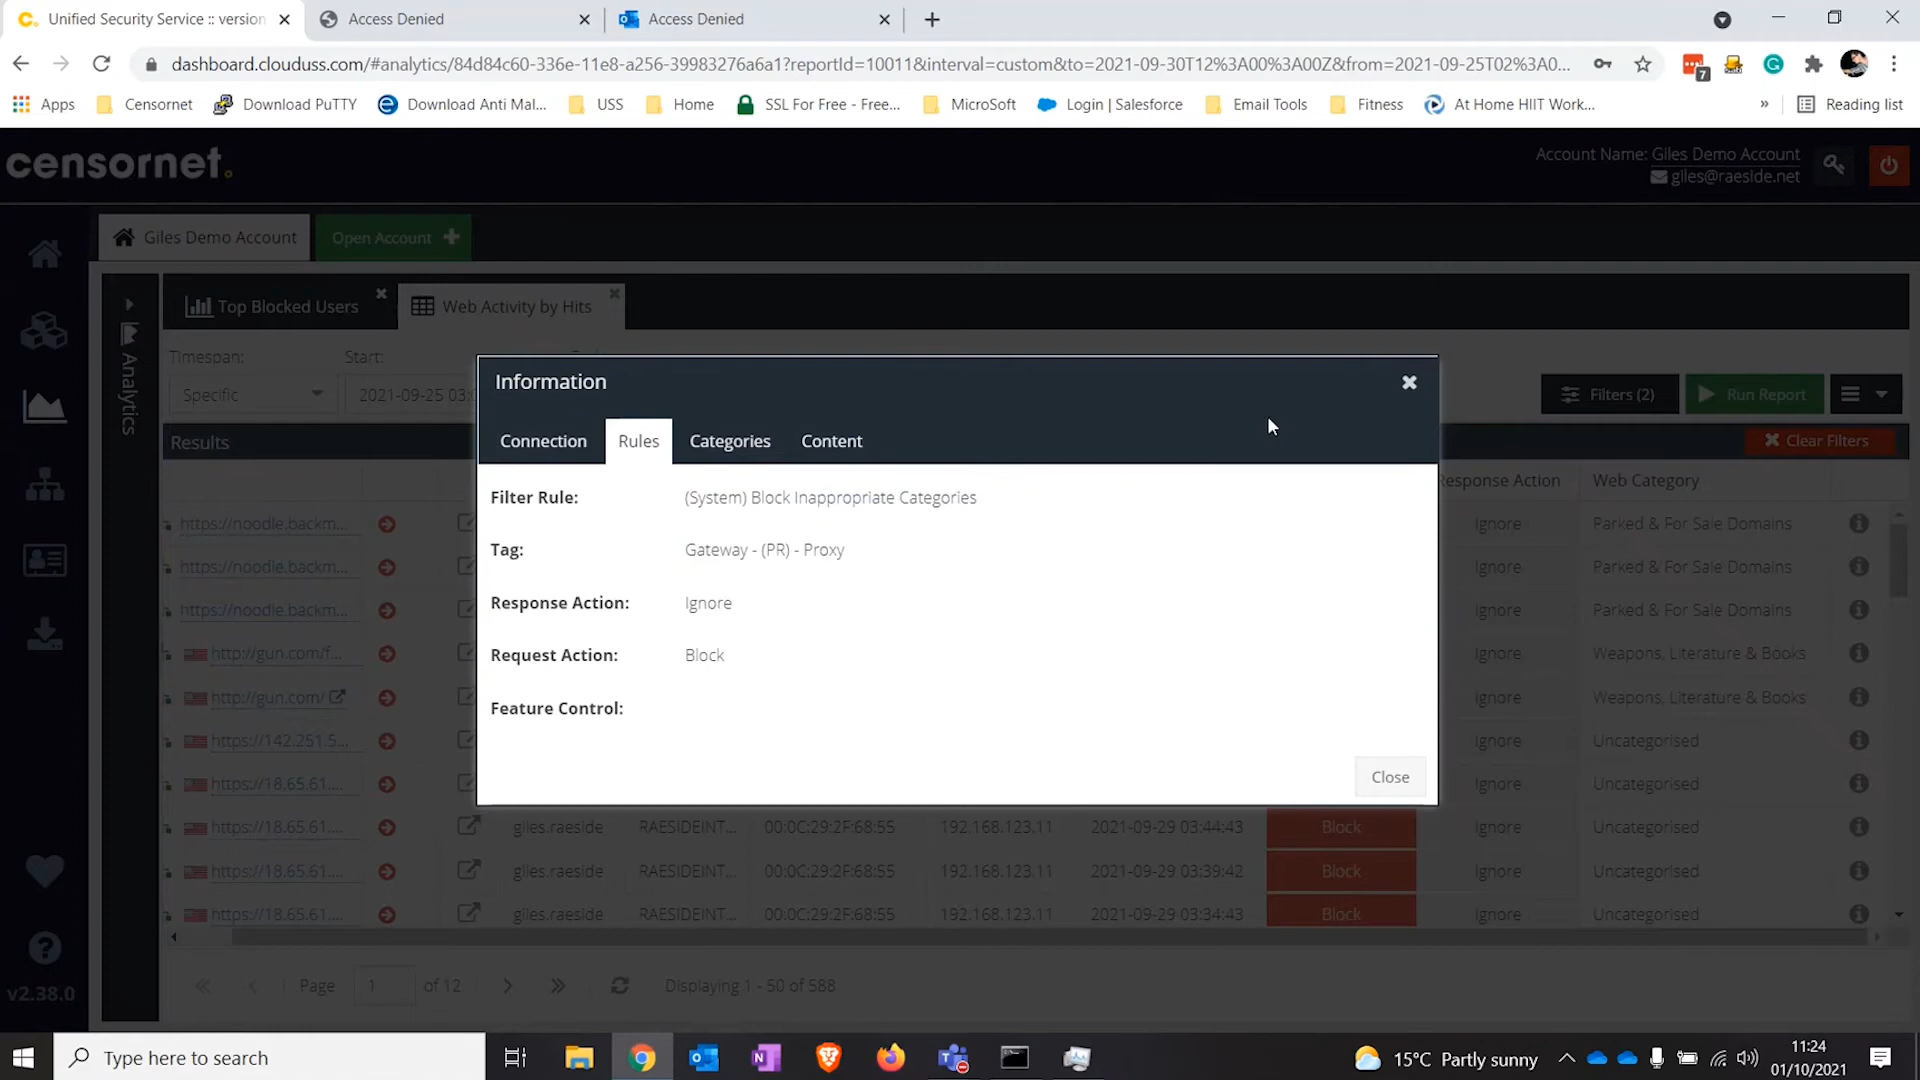 Unified Security Service :: version
Access Denied
Access Denied
dashboard.clouduss.com/#analytics/84d84c60-336e-11e8-a256-39983276a6a1?reportId=10011&interval=custom&to=2021-09-30T12%3A00%3A00Z&from=2021-09-25T02%3A0...
7
Apps
Censornet
Download PuTTY
Download Anti Mal...
USS
Home
SSL For Free - Free...
MicroSoft
Login | Salesforce
Email Tools
Fitness
At Home HIIT Work...
»
Reading list
censornet.
Account Name: Giles Demo Account
giles@raeside.net
Giles Demo Account
Open Account
Analytics
Top Blocked Users
Web Activity by Hits
Timespan:
Start:
Specific
2021-09-25 03:0
Filters (2)
Run Report
Results
Clear Filters
Information
Connection
Rules
Categories
Content
Filter Rule: (System) Block Inappropriate Categories
Tag: Gateway - (PR) - Proxy
Response Action: Ignore
Request Action: Block
Feature Control:
Close
Response Action
Web Category
https://noodle.backm...
Ignore
Parked & For Sale Domains
https://noodle.backm...
Ignore
Parked & For Sale Domains
https://noodle.backm...
Ignore
Parked & For Sale Domains
http://gun.com/f...
Ignore
Weapons, Literature & Books
http://gun.com/
Ignore
Weapons, Literature & Books
https://142.251.5...
Ignore
Uncategorised
https://18.65.61....
Ignore
Uncategorised
https://18.65.61.... giles.raeside RAESIDEINT... 00:0C:29:2F:68:55 192.168.123.11 2021-09-29 03:44:43 Block Ignore Uncategorised
https://18.65.61.... giles.raeside RAESIDEINT... 00:0C:29:2F:68:55 192.168.123.11 2021-09-29 03:39:42 Block Ignore Uncategorised
https://18.65.61.... giles.raeside RAESIDEINT... 00:0C:29:2F:68:55 192.168.123.11 2021-09-29 03:34:43 Block Ignore Uncategorised
v2.38.0
Page 1 of 12
Displaying 1 - 50 of 588
Type here to search
15°C Partly sunny
11:24
01/10/2021